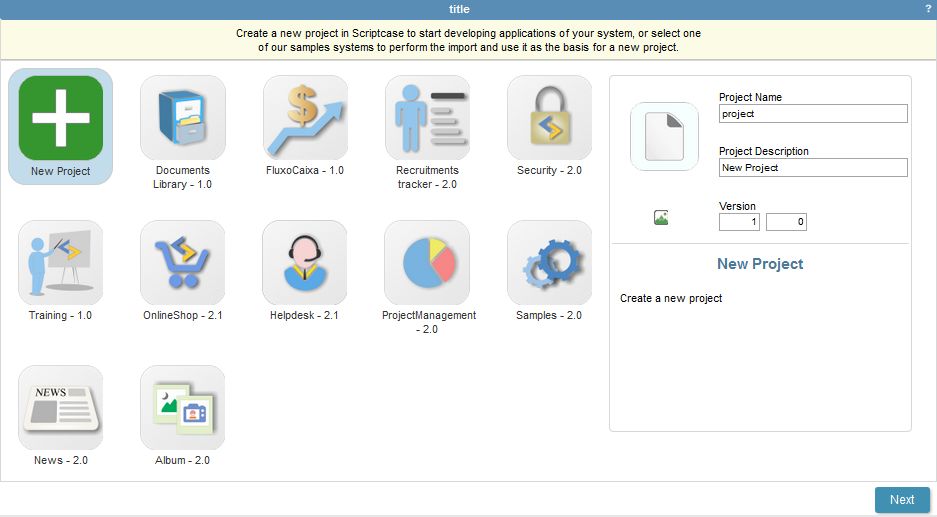 title
?
Create a new project in Scriptcase to start developing applications of your system, or select one
of our samples systems to perform the import and use it as the basis for a new project.
New Project
Documents
Library - 1.0
FluxoCaixa - 1.0
Recruitments
tracker - 2.0
Security - 2.0
Training - 1.0
OnlineShop - 2.1
Helpdesk - 2.1
ProjectManagement
- 2.0
Samples - 2.0
NEWS
News - 2.0
Album - 2.0
Project Name
project
Project Description
New Project
Version
1 0
New Project
Create a new project
Next